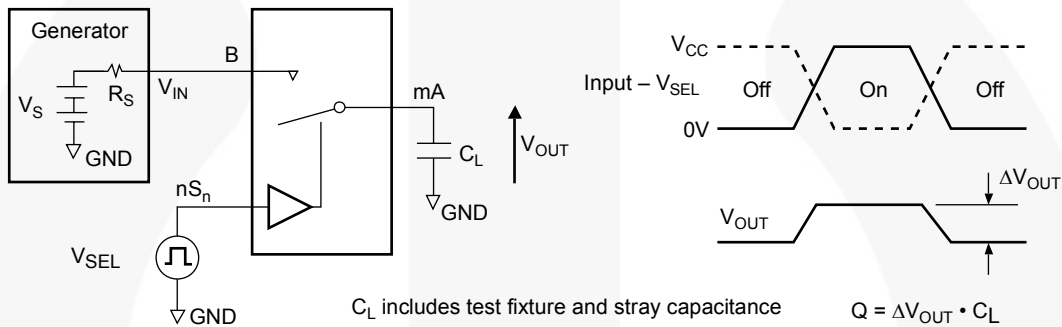 Generator
V_S
R_S
GND
V_IN
B
mA
C_L
GND
V_OUT
nS_n
V_SEL
GND
C_L includes test fixture and stray capacitance
V_CC
Input – V_SEL
0V
Off
On
Off
V_OUT
ΔV_OUT
Q = ΔV_OUT • C_L